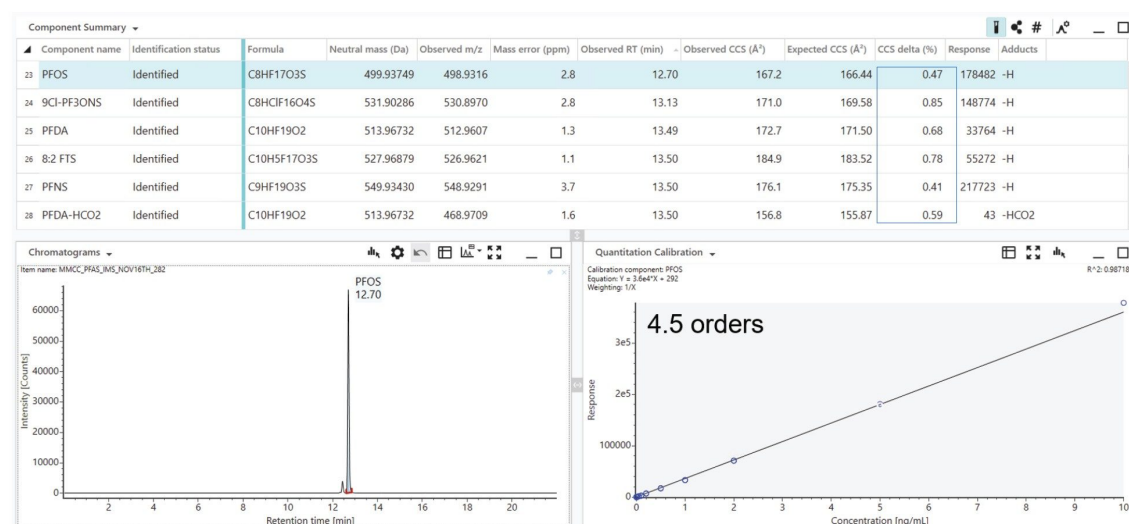 Component Summary
Component name Identification status Formula Neutral mass (Da) Observed m/z Mass error (ppm) Observed RT (min) Observed CCS (Å²) Expected CCS (Å²) CCS delta (%) Response Adducts
23 PFOS Identified C8HF17O3S 499.93749 498.9316 2.8 12.70 167.2 166.44 0.47 178482 -H
24 9Cl-PF3ONS Identified C8HClF16O4S 531.90286 530.8970 2.8 13.13 171.0 169.58 0.85 148774 -H
25 PFDA Identified C10HF19O2 513.96732 512.9607 1.3 13.49 172.7 171.50 0.68 33764 -H
26 8:2 FTS Identified C10H5F17O3S 527.96879 526.9621 1.1 13.50 184.9 183.52 0.78 55272 -H
27 PFNS Identified C9HF19O3S 549.93430 548.9291 3.7 13.50 176.1 175.35 0.41 217723 -H
28 PFDA-HCO2 Identified C10HF19O2 513.96732 468.9709 1.6 13.50 156.8 155.87 0.59 43 -HCO2
Chromatograms
Item name: MMCC_PFAS_IMS_NOV16TH_282
PFOS
12.70
60000
50000
40000
30000
20000
10000
0
Intensity [Counts]
2 4 6 8 10 12 14 16 18 20
Retention time [min]
Quantitation Calibration
Calibration component: PFOS
Equation: Y = 3.6e4*X + 292
Weighting: 1/X
R^2: 0.98718
4.5 orders
3e5
2e5
100000
0
Response
0 1 2 3 4 5 6 7 8 9 10
Concentration [ng/mL]